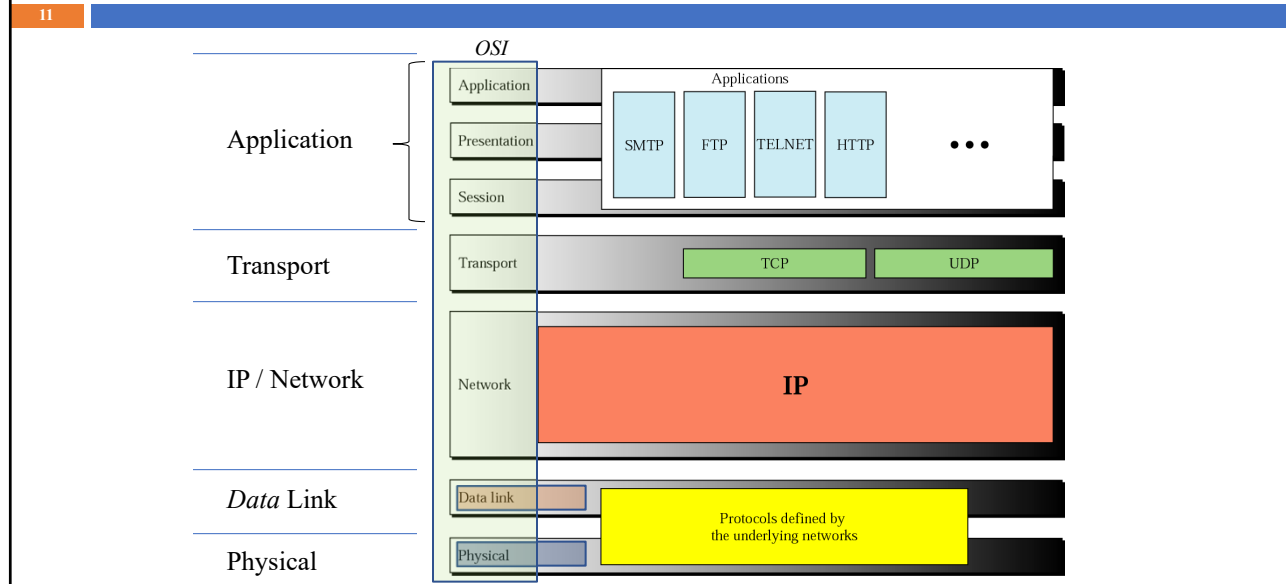 11
OSI
Application
Application
Applications
Presentation
SMTP
FTP
TELNET
HTTP
•••
Session
Transport
Transport
TCP
UDP
IP / Network
Network
IP
Data Link
Data link
Protocols defined by
the underlying networks
Physical
Physical